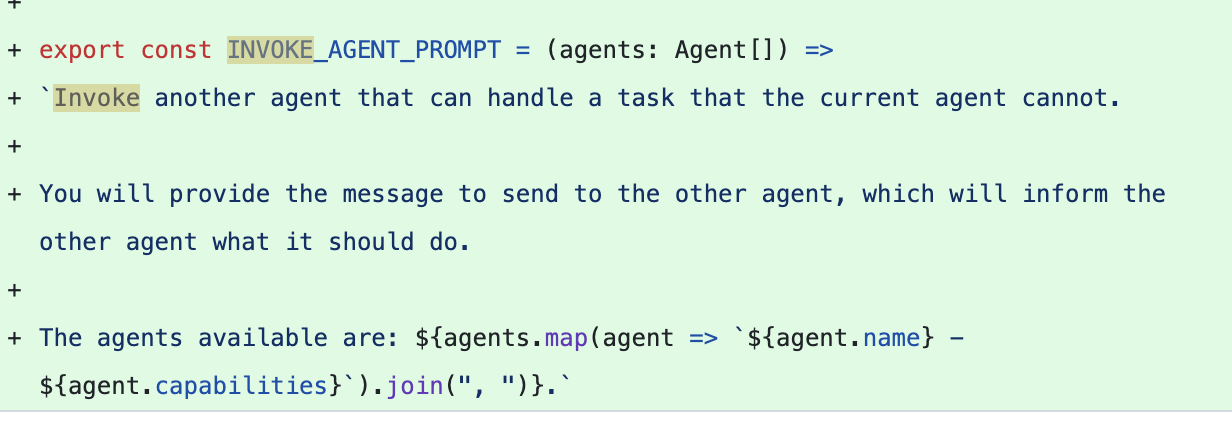 +
+ export const INVOKE_AGENT_PROMPT = (agents: Agent[]) =>
+ `Invoke another agent that can handle a task that the current agent cannot.
+
+ You will provide the message to send to the other agent, which will inform the
other agent what it should do.
+
+ The agents available are: ${agents.map(agent => `${agent.name} –
${agent.capabilities}`).join(", ")}.`